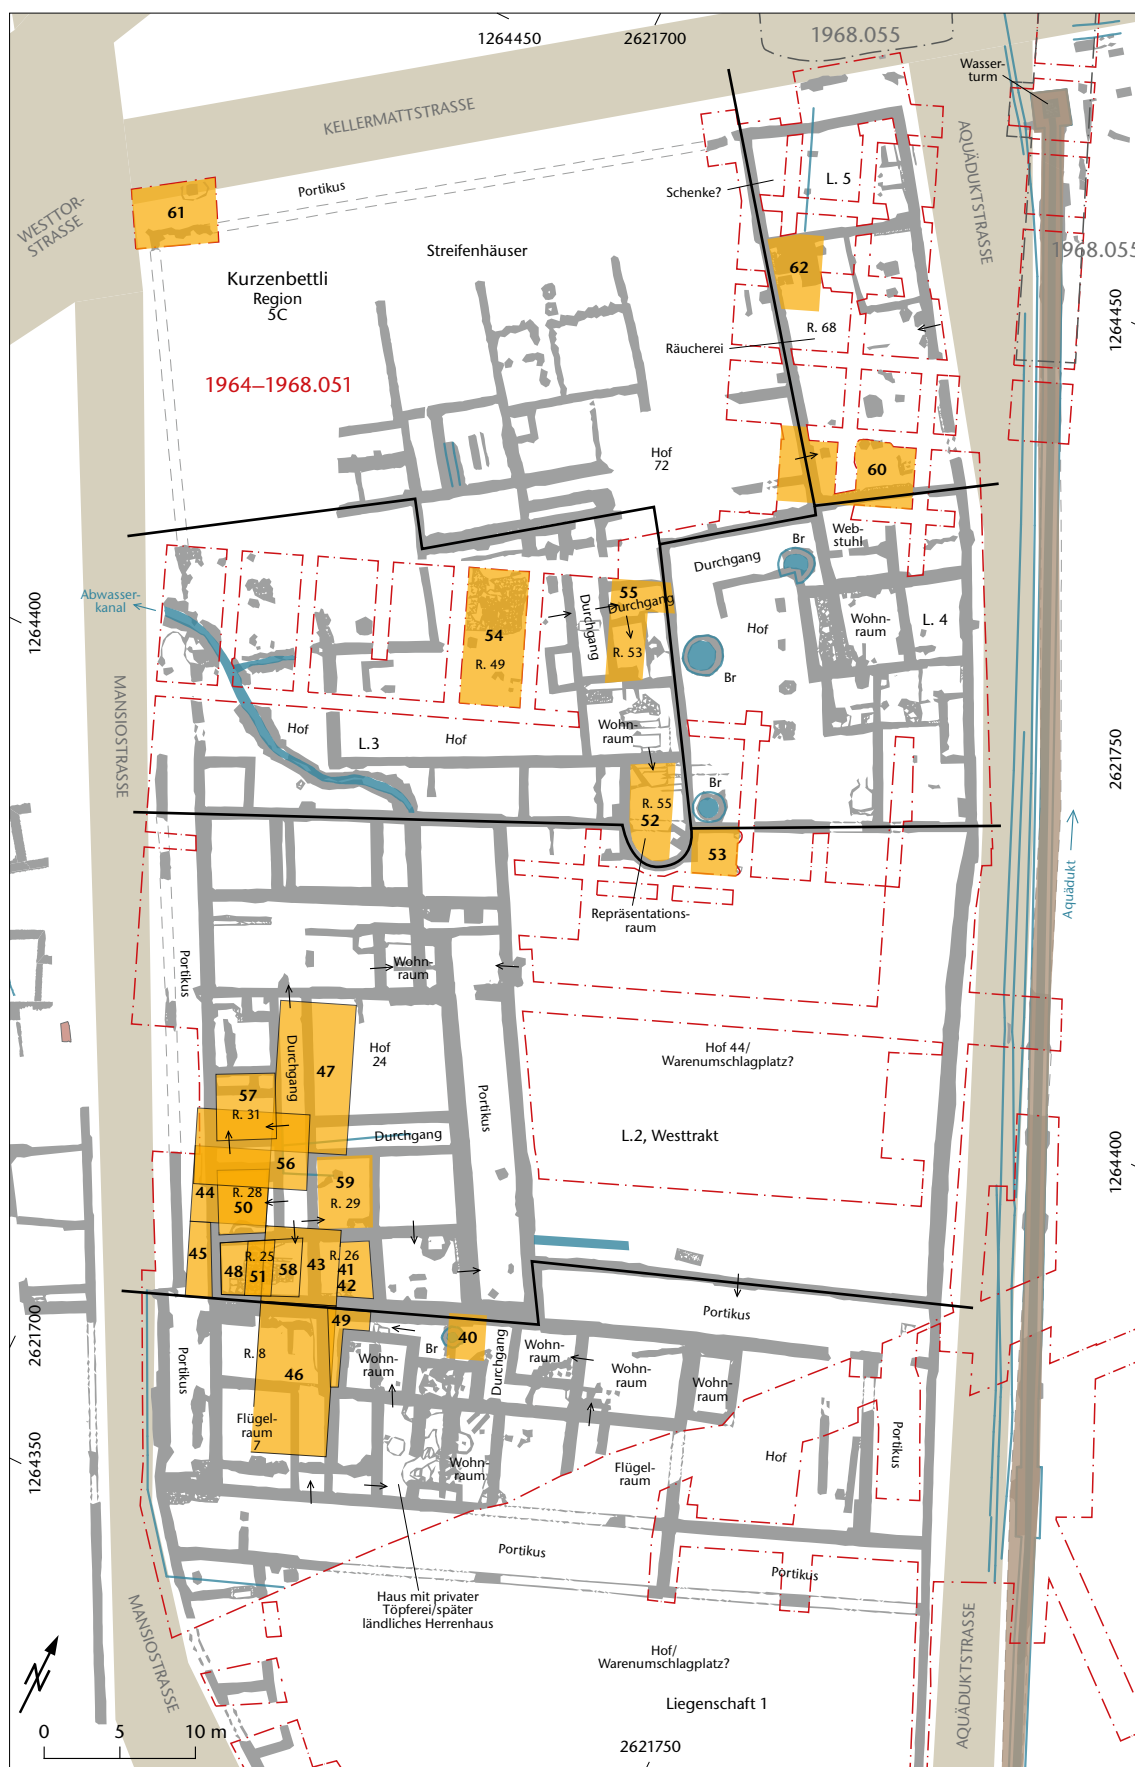 1264450
2621700
1968.055
Wasser-
turm
KELLERMATTSTRASSE
AQUÄDUKTSTRASSE
Portikus
Schenke?
L. 5
61
WESTTOR-
STRASSE
Streifenhäuser
1968.055
62
Kurzenbettli
Region
5C
1264450
R. 68
Räucherei
1964–1968.051
Hof
72
60
Web-
stuhl
Br
Durchgang
Abwasser-
kanal
1264400
55
Durchgang
Durchgang
54
R. 49
R. 53
Hof
Wohn-
raum
L. 4
Br
MANSIOSTRASSE
Hof
L.3
Hof
Wohn-
raum
2621750
Br
R. 55
52
53
Aquädukt
Repräsentations-
raum
Portikus
Wohn-
raum
Durchgang
47
Hof
24
Hof 44/
Warenumschlagplatz?
57
R. 31
Portikus
Durchgang
L.2, Westtrakt
56
59
44
R. 28
50
R. 29
1264400
45
48
R. 25
51
58
43
R. 26
41
42
2621700
Portikus
49
40
Br
R. 8
46
Portikus
Wohn-
raum
Durchgang
Wohn-
raum
Wohn-
raum
Wohn-
raum
Flügel-
raum
7
1264350
Wohn-
raum
Flügel-
raum
Hof
Portikus
Portikus
Portikus
MANSIOSTRASSE
Haus mit privater
Töpferei/später
ländliches Herrenhaus
AQUÄDUKTSTRASSE
Hof/
Warenumschlagplatz?
Liegenschaft 1
N
0 5 10 m
2621750